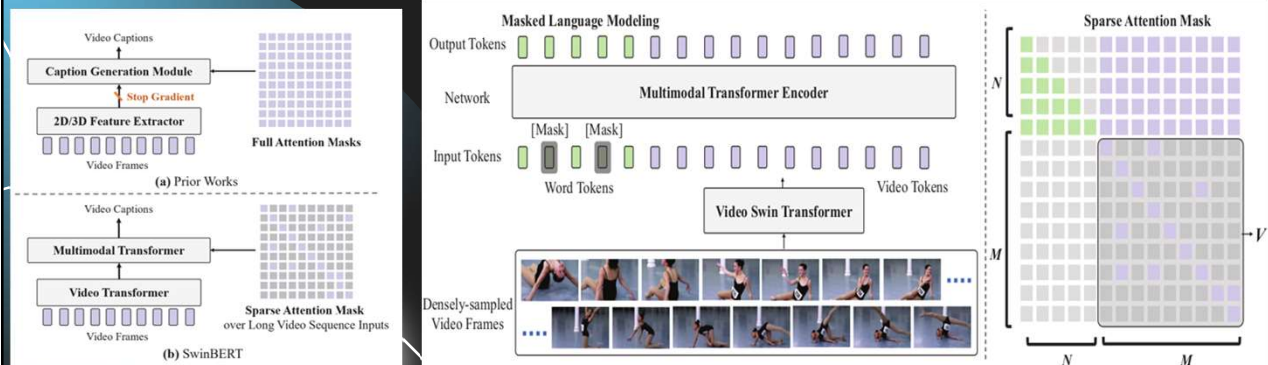 Video Captions
Caption Generation Module
Stop Gradient
2D/3D Feature Extractor
Full Attention Masks
Video Frames
(a) Prior Works
Video Captions
Multimodal Transformer
Video Transformer
Sparse Attention Mask
over Long Video Sequence Inputs
Video Frames
(b) SwinBERT
Masked Language Modeling
Output Tokens
Network
Multimodal Transformer Encoder
[Mask] [Mask]
Input Tokens
Word Tokens
Video Tokens
Video Swin Transformer
Densely-sampled
Video Frames
Sparse Attention Mask
N
M
V
N
M